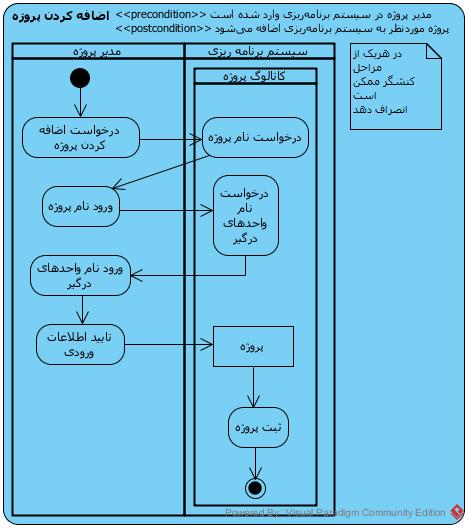 اضافه کردن پروژه <<precondition>> مدیر پروژه در سیستم برنامه‌ریزی وارد شده است
<<postcondition>> پروژه موردنظر به سیستم برنامه‌ریزی اضافه می‌شود
مدیر پروژه
سیستم برنامه ریزی
کاتالوگ پروژه
در هریک از
مراحل
کنشگر ممکن
است
انصراف دهد
درخواست اضافه
کردن پروژه
درخواست نام پروژه
ورود نام پروژه
درخواست
نام
واحدهای
درگیر
ورود نام واحدهای
درگیر
تایید اطلاعات
ورودی
پروژه
ثبت پروژه
Powered By Visual Paradigm Community Edition